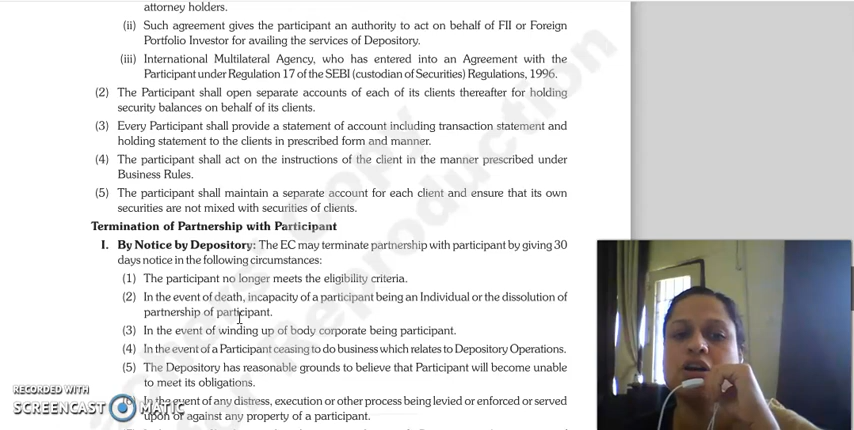 attorney holders.
(ii) Such agreement gives the participant an authority to act on behalf of FII or Foreign
Portfolio Investor for availing the services of Depository.
(iii) International Multilateral Agency, who has entered into an Agreement with the
Participant under Regulation 17 of the SEBI (custodian of Securities) Regulations, 1996.
(2) The Participant shall open separate accounts of each of its clients thereafter for holding
security balances on behalf of its clients.
(3) Every Participant shall provide a statement of account including transaction statement and
holding statement to the clients in prescribed form and manner.
(4) The participant shall act on the instructions of the client in the manner prescribed under
Business Rules.
(5) The participant shall maintain a separate account for each client and ensure that its own
securities are not mixed with securities of clients.
Termination of Partnership with Participant
I. By Notice by Depository: The EC may terminate partnership with participant by giving 30
days notice in the following circumstances:
(1) The participant no longer meets the eligibility criteria.
(2) In the event of death, incapacity of a participant being an Individual or the dissolution of
partnership of participant.
(3) In the event of winding up of body corporate being participant.
(4) In the event of a Participant ceasing to do business which relates to Depository Operations.
(5) The Depository has reasonable grounds to believe that Participant will become unable
to meet its obligations.
(6) In the event of any distress, execution or other process being levied or enforced or served
upon or against any property of a participant.
RECORDED WITH
SCREENCAST MATIC
Copy
Reproduction